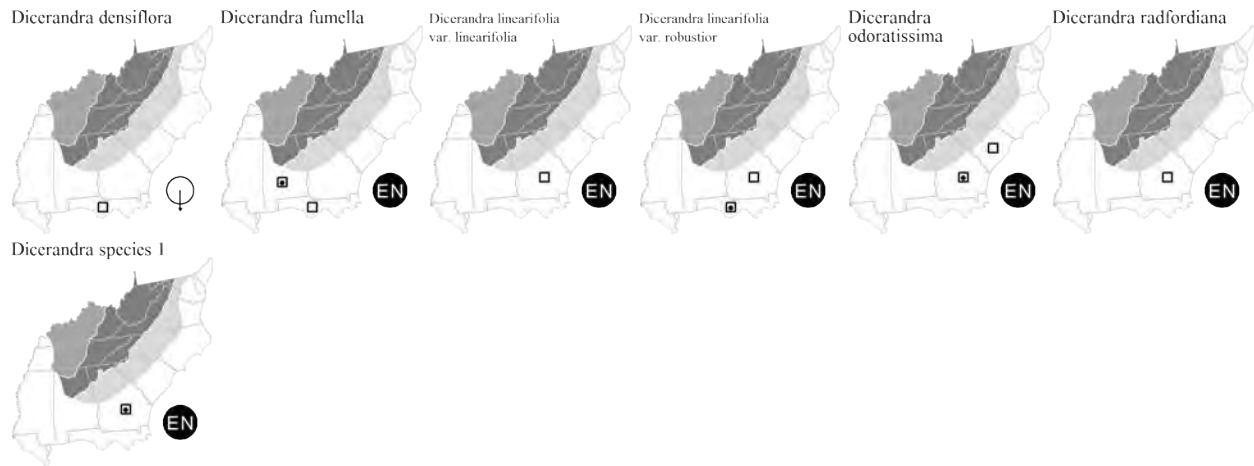 Dicerandra densiflora
Dicerandra fumella
Dicerandra linearifolia
var. linearifolia
Dicerandra linearifolia
var. robustior
Dicerandra
odoratissima
Dicerandra radfordiana
EN
EN
EN
EN
EN
Dicerandra species 1
EN